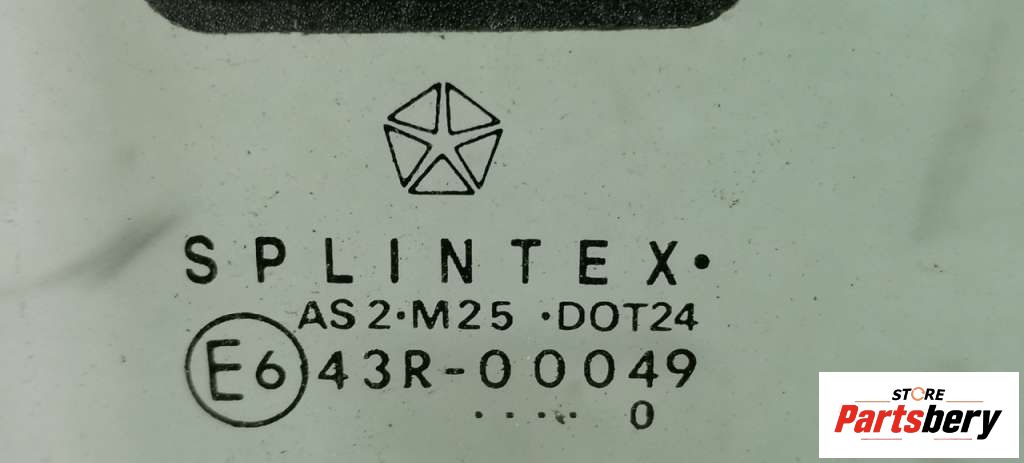 SPLINTEX·
AS2·M25 ·DOT24
E6 43R-00049
.... 0
STORE
Partsbery